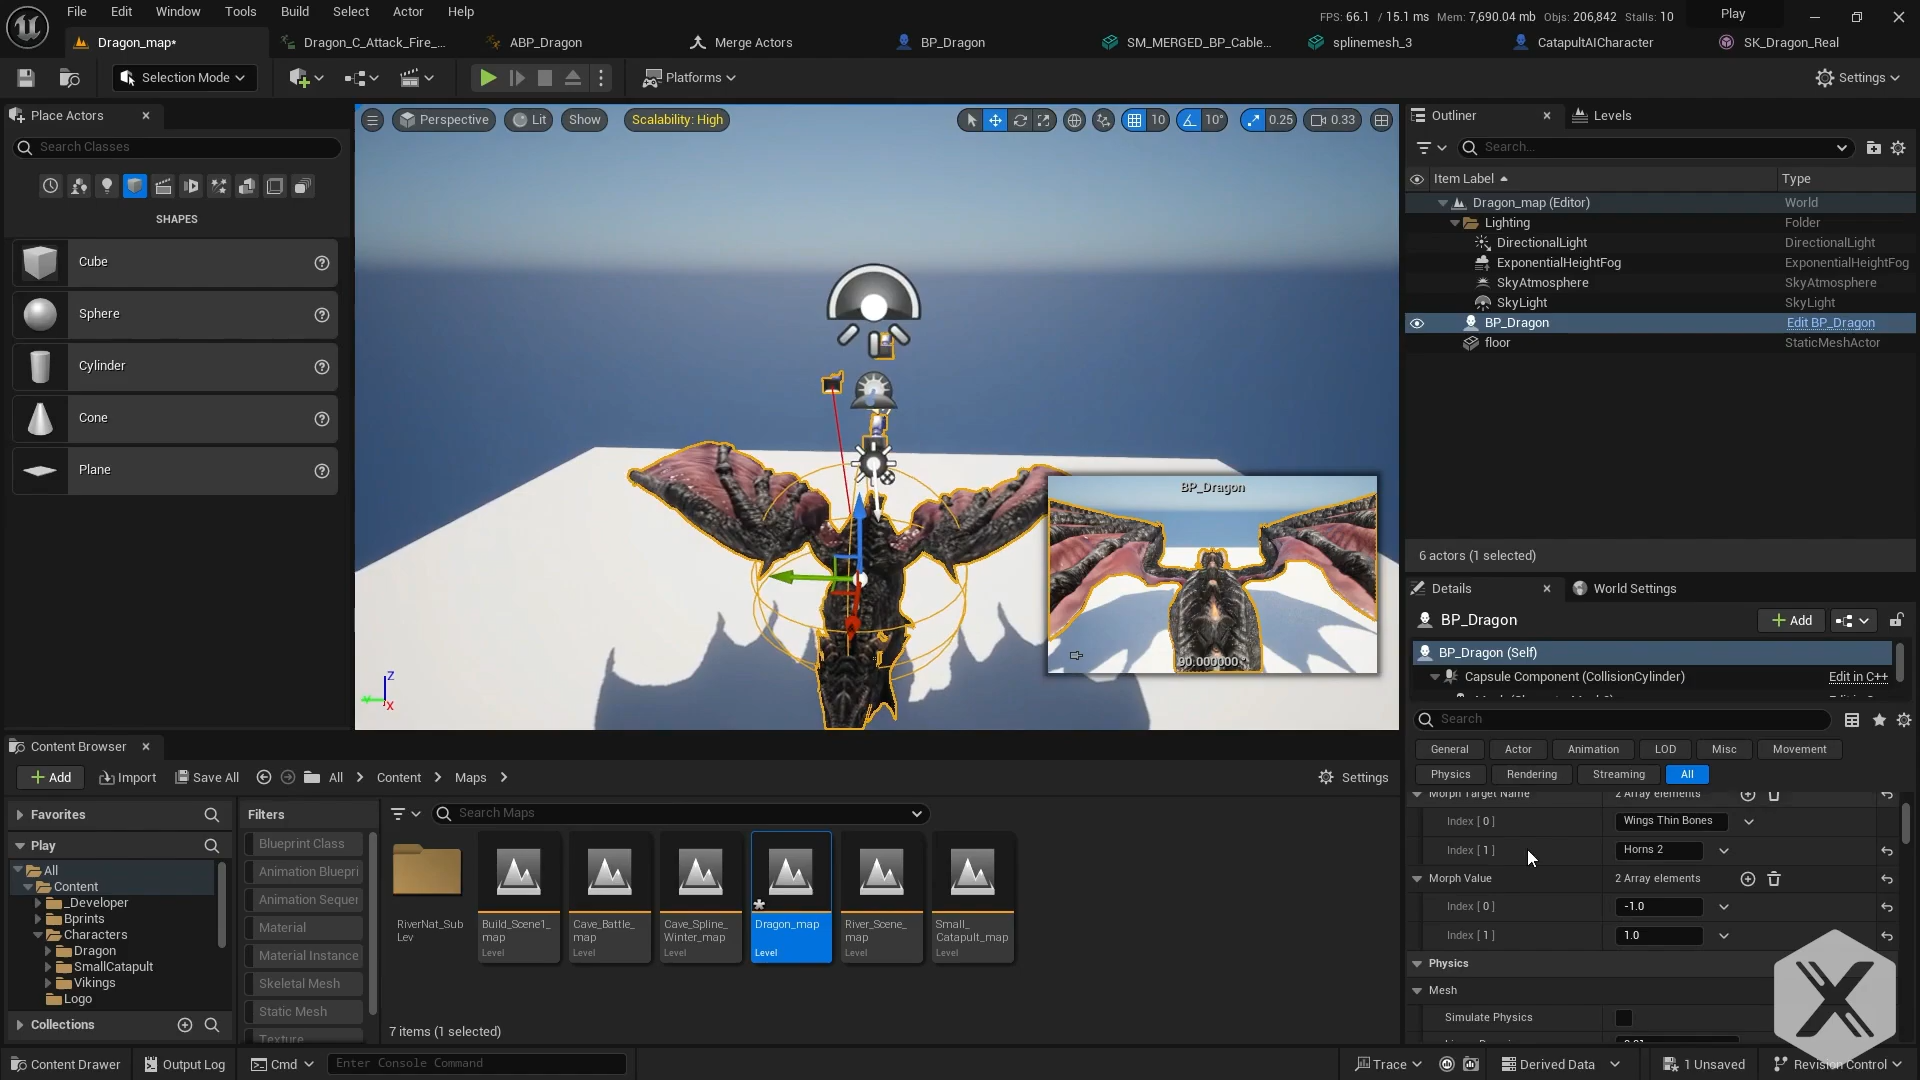 File Edit Window Tools Build Select Actor Help
FPS: 66.1 / 15.1 ms Mem: 7,690.04 mb Objs: 206,842 Stalls: 10
Play
Dragon_map*
Dragon_C_Attack_Fire_...
ABP_Dragon
Merge Actors
BP_Dragon
SM_MERGED_BP_Cable...
splinemesh_3
CatapultAICharacter
SK_Dragon_Real
Selection Mode
Platforms
Settings
Place Actors
Search Classes
SHAPES
Cube
Sphere
Cylinder
Cone
Plane
Perspective
Lit
Show
Scalability: High
10
10°
0.25
0.33
BP_Dragon
90.000000
Z
Y
X
Outliner
Levels
Search...
Item Label
Type
Dragon_map (Editor) World
Lighting Folder
DirectionalLight DirectionalLight
ExponentialHeightFog ExponentialHeightFog
SkyAtmosphere SkyAtmosphere
SkyLight SkyLight
BP_Dragon Edit BP_Dragon
floor StaticMeshActor
6 actors (1 selected)
Details
World Settings
BP_Dragon
Add
BP_Dragon (Self)
Capsule Component (CollisionCylinder) Edit in C++
Search
General Actor Animation LOD Misc Movement
Physics Rendering Streaming All
Morph Target Name 2 Array elements
Index [ 0 ] Wings Thin Bones
Index [ 1 ] Horns 2
Morph Value 2 Array elements
Index [ 0 ] -1.0
Index [ 1 ] 1.0
Physics
Mesh
Simulate Physics
Content Browser
Add
Import
Save All
All
Content
Maps
Settings
Favorites
Play
All
Content
_Developer
Bprints
Characters
Dragon
SmallCatapult
Vikings
Logo
Collections
Filters
Blueprint Class
Animation Bluepri
Animation Sequer
Material
Material Instance
Skeletal Mesh
Static Mesh
Texture
Search Maps
RiverNat_Sub
Lev
Build_Scene1_
map
Level
Cave_Battle_
map
Level
Cave_Spline_
Winter_map
Level
Dragon_map
Level
River_Scene_
map
Level
Small_
Catapult_map
Level
7 items (1 selected)
Content Drawer
Output Log
Cmd
Enter Console Command
Trace
Derived Data
1 Unsaved
Revision Control